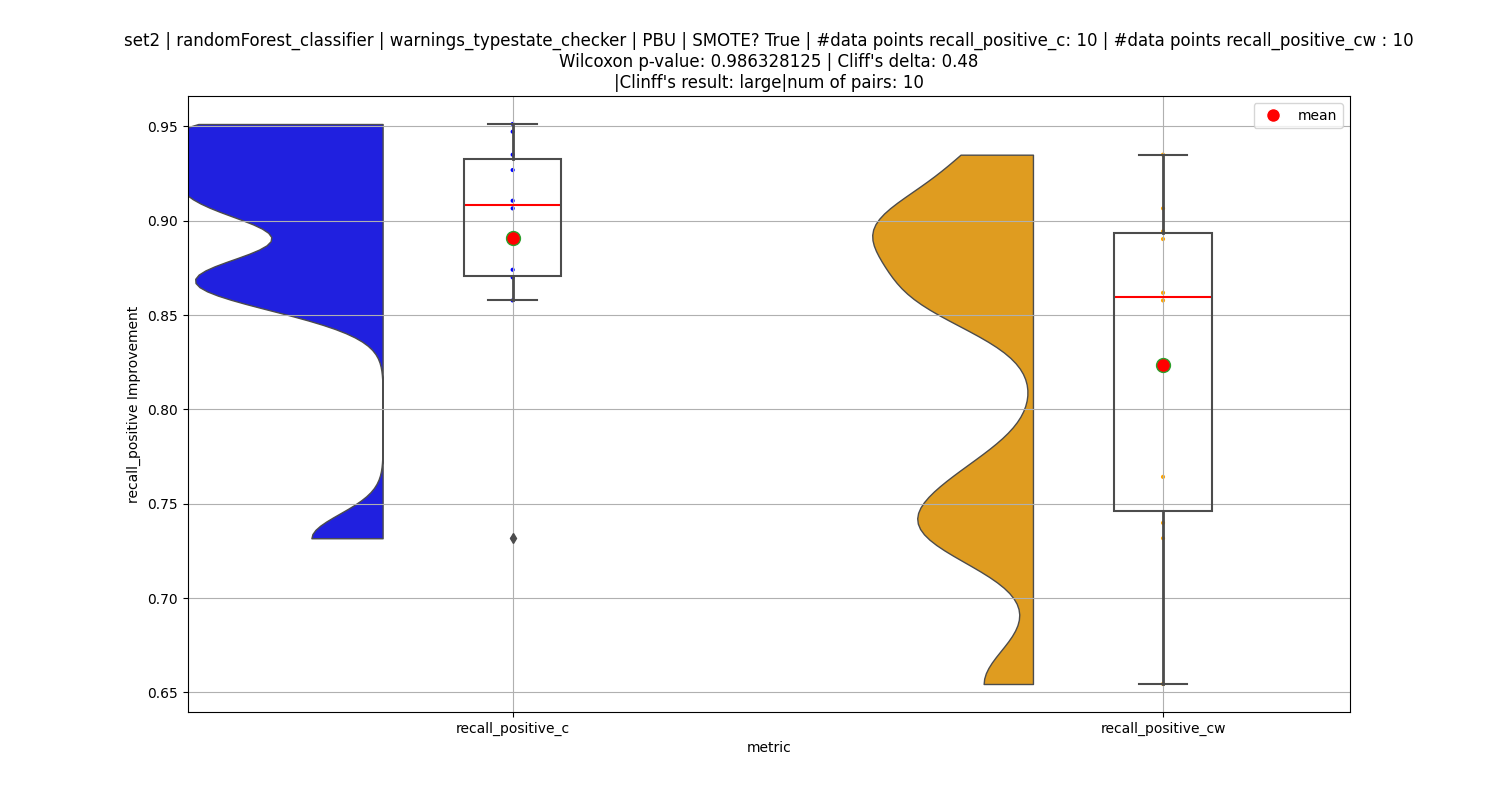 set2 | randomForest_classifier | warnings_typestate_checker | PBU | SMOTE? True | #data points recall_positive_c: 10 | #data points recall_positive_cw : 10
Wilcoxon p-value: 0.986328125 | Cliff's delta: 0.48
|Clinff's result: large|num of pairs: 10
mean
0.95
0.90
0.85
0.80
0.75
0.70
0.65
recall_positive Improvement
recall_positive_c
recall_positive_cw
metric